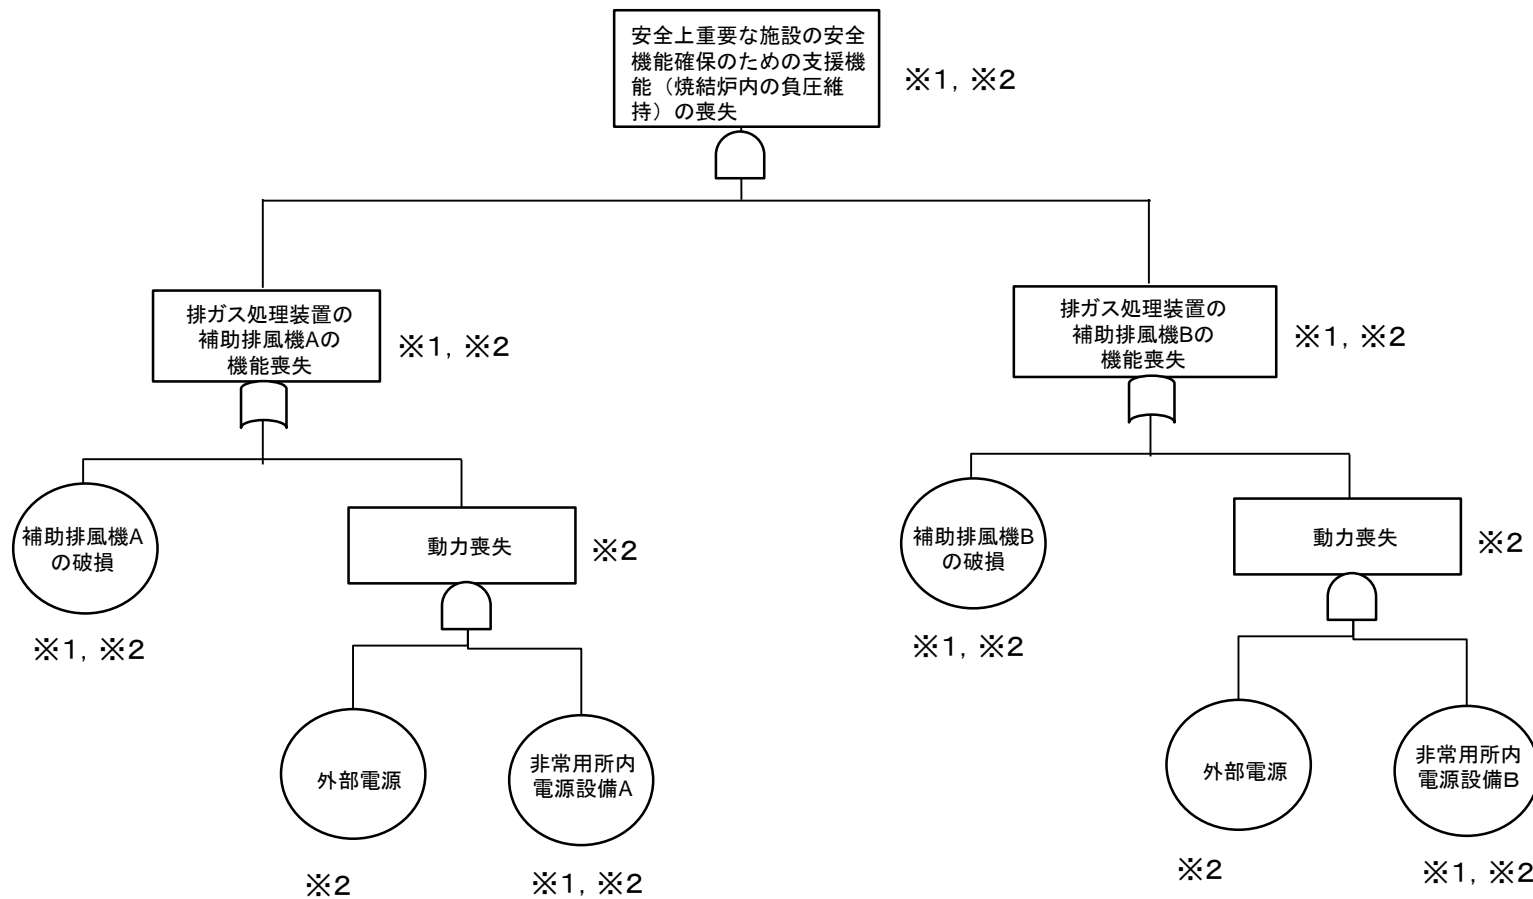 安全上重要な施設の安全
機能確保のための支援機
能（焼結炉内の負圧維
持）の喪失
※1, ※2
排ガス処理装置の
補助排風機Aの
機能喪失
※1, ※2
排ガス処理装置の
補助排風機Bの
機能喪失
※1, ※2
補助排風機A
の破損
※1, ※2
動力喪失
※2
補助排風機B
の破損
※1, ※2
動力喪失
※2
外部電源
※2
非常用所内
電源設備A
※1, ※2
外部電源
※2
非常用所内
電源設備B
※1, ※2